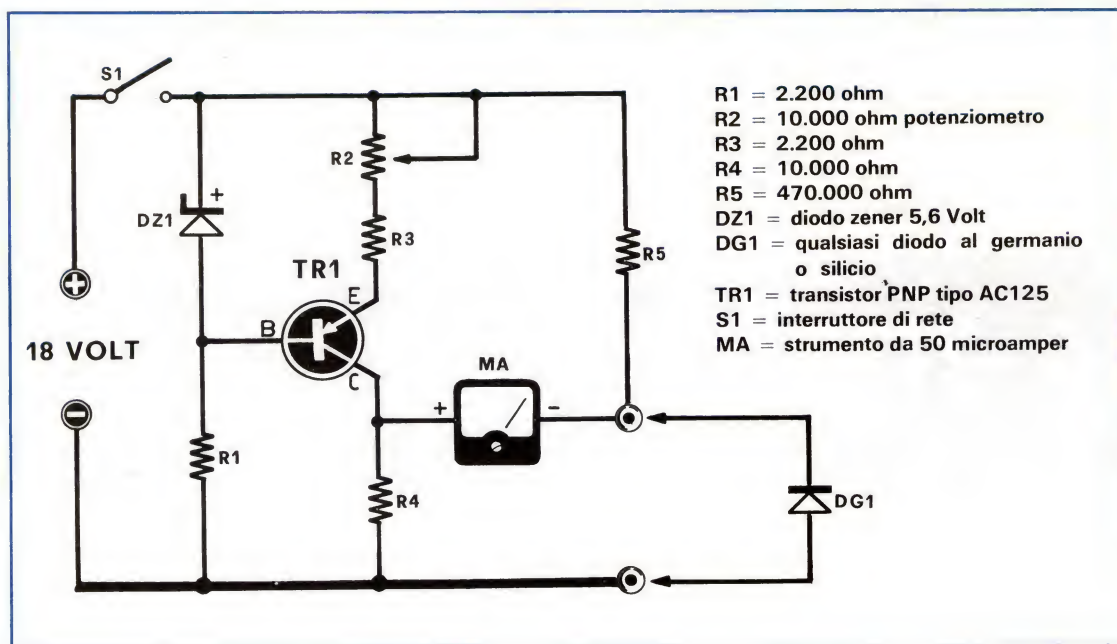 S1
R2
DZ1
+
R3
TR1
R5
E
B
C
18 VOLT
MA
+
-
R1
R4
DG1
R1 = 2.200 ohm
R2 = 10.000 ohm potenziometro
R3 = 2.200 ohm
R4 = 10.000 ohm
R5 = 470.000 ohm
DZ1 = diodo zener 5,6 Volt
DG1 = qualsiasi diodo al germanio
o silicio
TR1 = transistor PNP tipo AC125
S1 = interruttore di rete
MA = strumento da 50 microamper